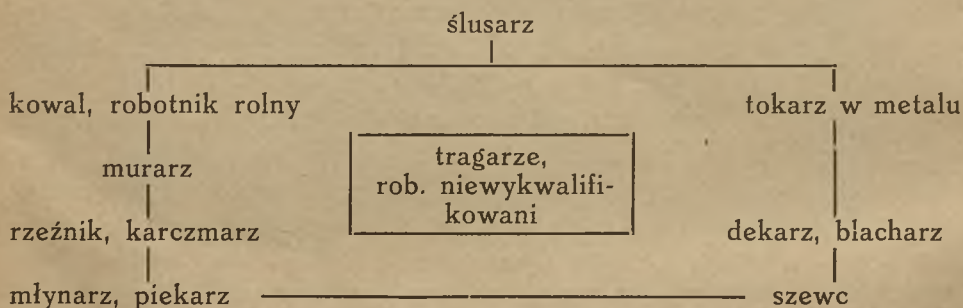 ślusarz
kowal, robotnik rolny
tokarz w metalu
murarz
tragarze,
rob. niewykwalifi-
kowani
rzeźnik, karczmarz
dekarz, blacharz
młynarz, piekarz
szewc